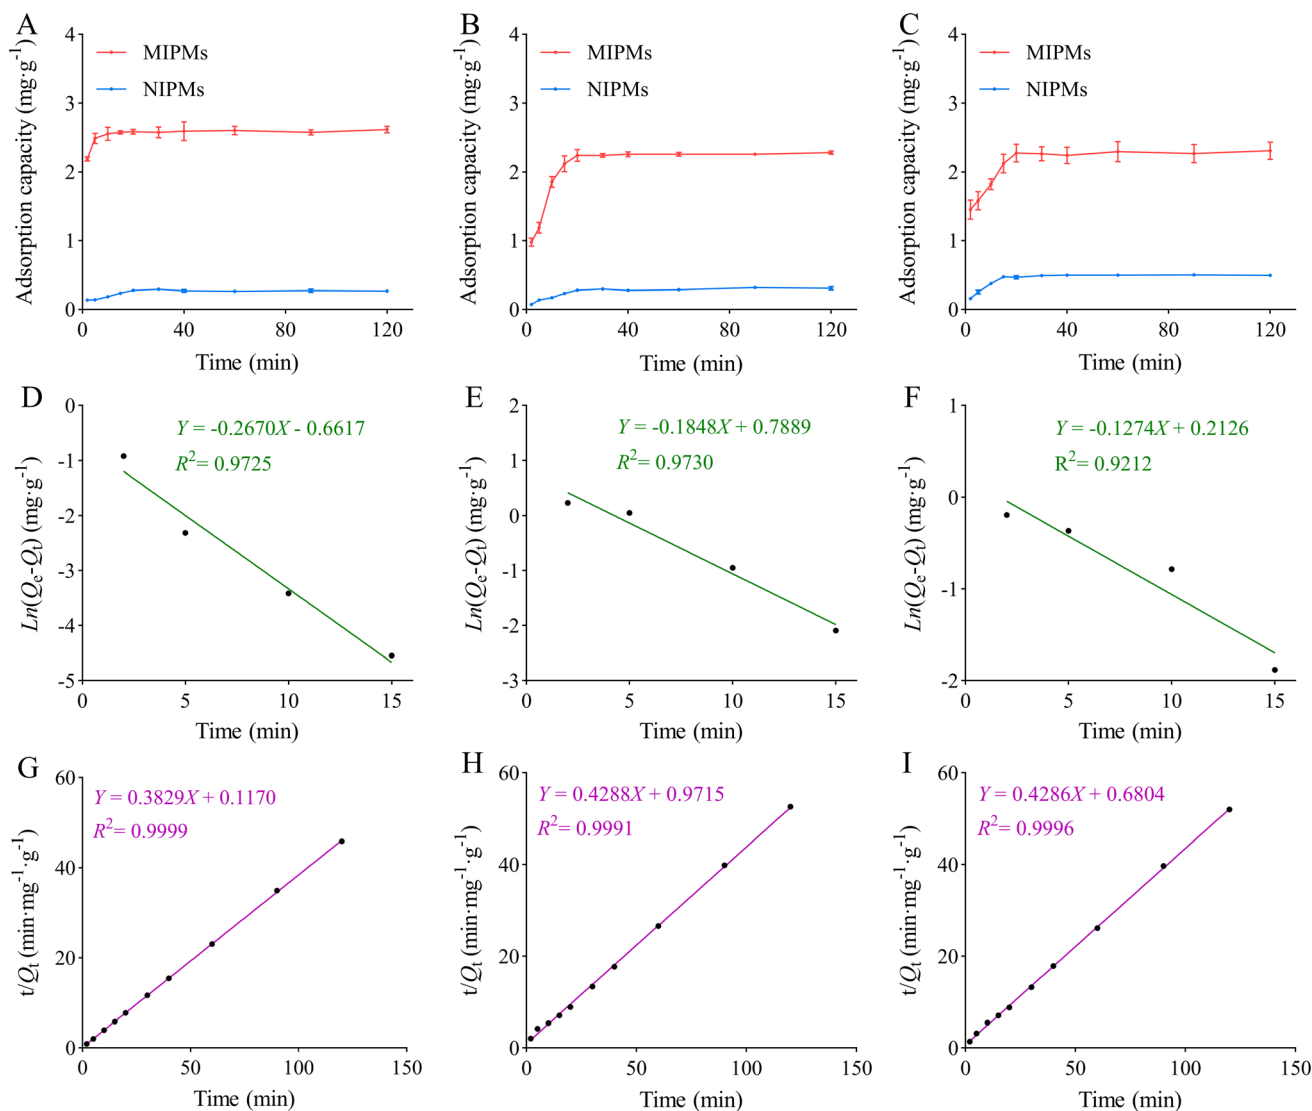 A
Adsorption capacity (mg·g⁻¹)
4
3
2
1
0
MIPMs
NIPMs
0 40 80 120
Time (min)
B
Adsorption capacity (mg·g⁻¹)
4
3
2
1
0
MIPMs
NIPMs
0 40 80 120
Time (min)
C
Adsorption capacity (mg·g⁻¹)
4
3
2
1
0
MIPMs
NIPMs
0 40 80 120
Time (min)
D
Ln(Qₑ-Qₜ) (mg·g⁻¹)
0
-1
-2
-3
-4
-5
Y = -0.2670X - 0.6617
R²= 0.9725
0 5 10 15
Time (min)
E
Ln(Qₑ-Qₜ) (mg·g⁻¹)
2
1
0
-1
-2
-3
Y = -0.1848X + 0.7889
R²= 0.9730
0 5 10 15
Time (min)
F
Ln(Qₑ-Qₜ) (mg·g⁻¹)
1
0
-1
-2
Y = -0.1274X + 0.2126
R²= 0.9212
0 5 10 15
Time (min)
G
t/Qₜ (min·mg⁻¹·g⁻¹)
60
40
20
0
Y = 0.3829X + 0.1170
R²= 0.9999
0 50 100 150
Time (min)
H
t/Qₜ (min·mg⁻¹·g⁻¹)
60
40
20
0
Y = 0.4288X + 0.9715
R²= 0.9991
0 50 100 150
Time (min)
I
t/Qₜ (min·mg⁻¹·g⁻¹)
60
40
20
0
Y = 0.4286X + 0.6804
R²= 0.9996
0 50 100 150
Time (min)